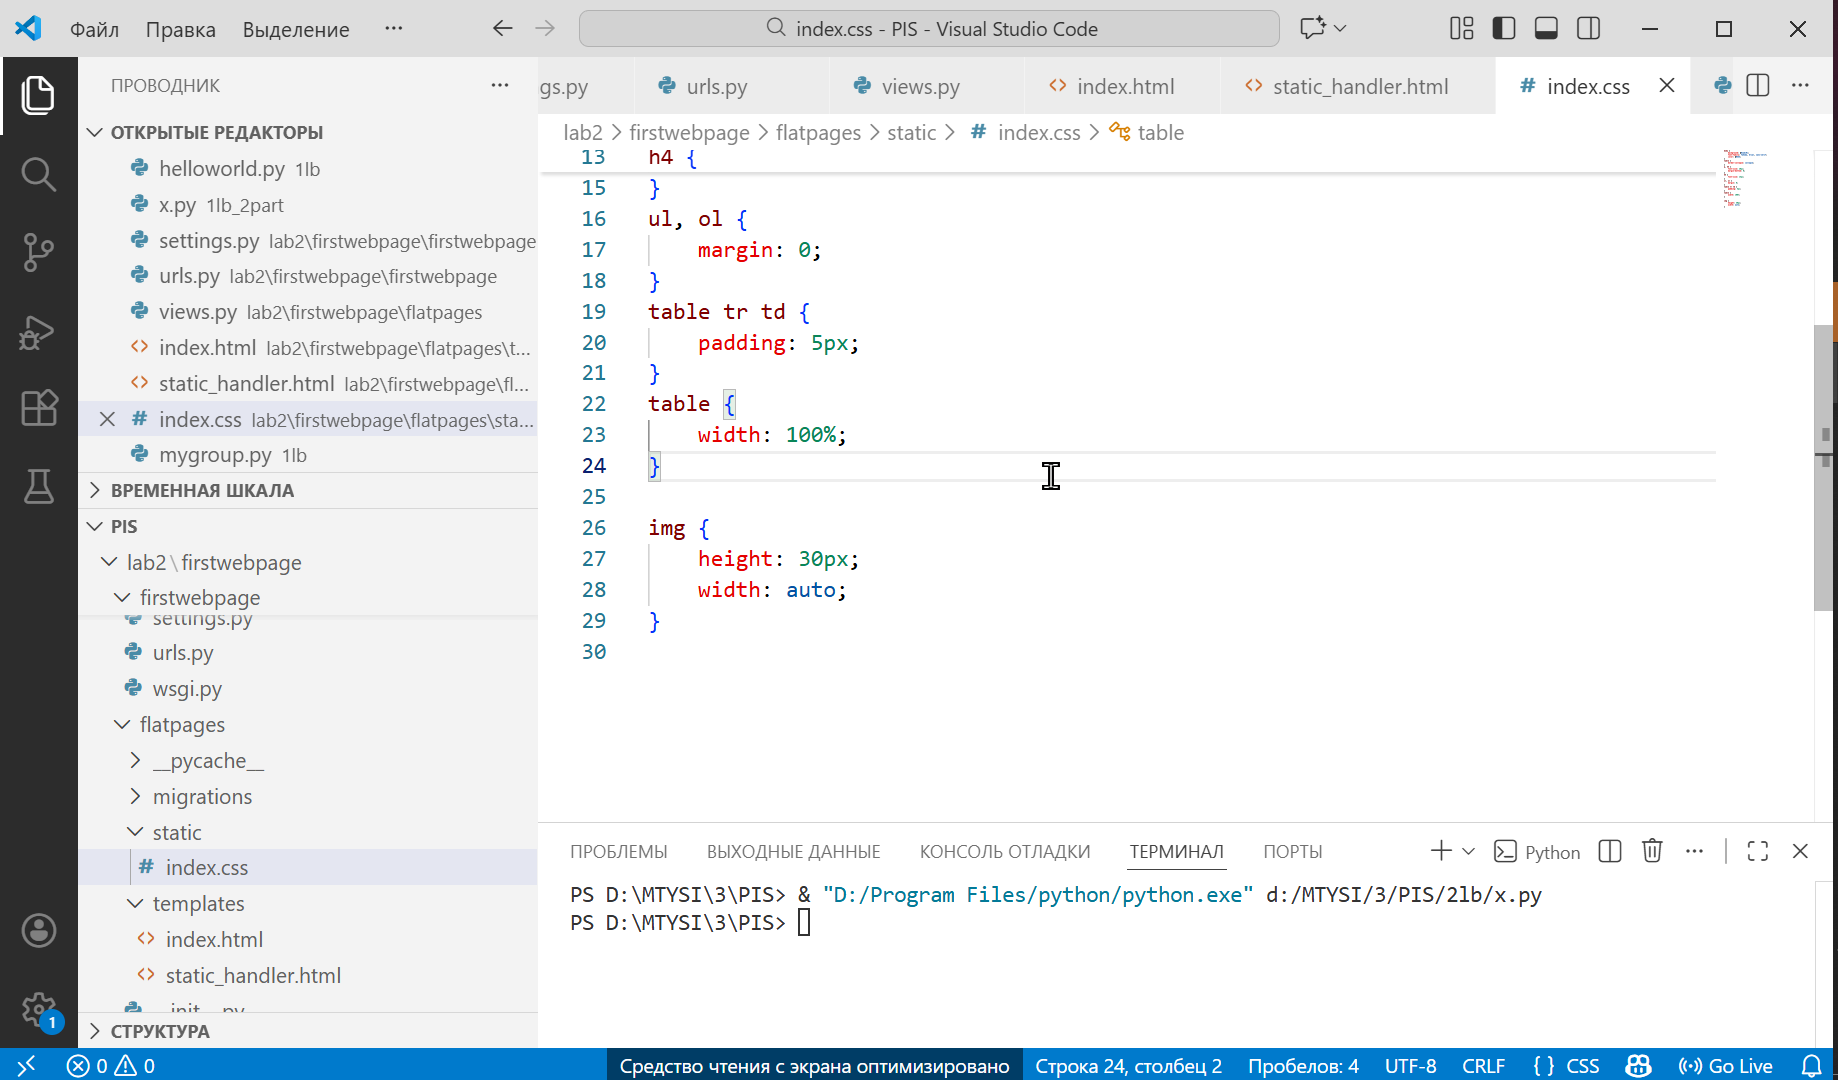 Файл Правка Выделение ··· index.css - PIS - Visual Studio Code
ПРОВОДНИК ···
gs.py urls.py views.py index.html static_handler.html # index.css ···
lab2 > firstwebpage > flatpages > static > # index.css > table
ОТКРЫТЫЕ РЕДАКТОРЫ
helloworld.py 1lb
x.py 1lb_2part
settings.py lab2\firstwebpage\firstwebpage
urls.py lab2\firstwebpage\firstwebpage
views.py lab2\firstwebpage\flatpages
index.html lab2\firstwebpage\flatpages\t...
static_handler.html lab2\firstwebpage\fl...
# index.css lab2\firstwebpage\flatpages\sta...
mygroup.py 1lb
ВРЕМЕННАЯ ШКАЛА
PIS
lab2\firstwebpage
firstwebpage
settings.py
urls.py
wsgi.py
flatpages
__pycache__
migrations
static
# index.css
templates
index.html
static_handler.html
__init__.py
СТРУКТУРА
1
13 h4 {
15 }
16 ul, ol {
17 margin: 0;
18 }
19 table tr td {
20 padding: 5px;
21 }
22 table {
23 width: 100%;
24 }
25
26 img {
27 height: 30px;
28 width: auto;
29 }
30
ПРОБЛЕМЫ ВЫХОДНЫЕ ДАННЫЕ КОНСОЛЬ ОТЛАДКИ ТЕРМИНАЛ ПОРТЫ Python ···
PS D:\MTYSI\3\PIS> & "D:/Program Files/python/python.exe" d:/MTYSI/3/PIS/2lb/x.py
PS D:\MTYSI\3\PIS>
0 0 Средство чтения с экрана оптимизировано Строка 24, столбец 2 Пробелов: 4 UTF-8 CRLF { } CSS Go Live